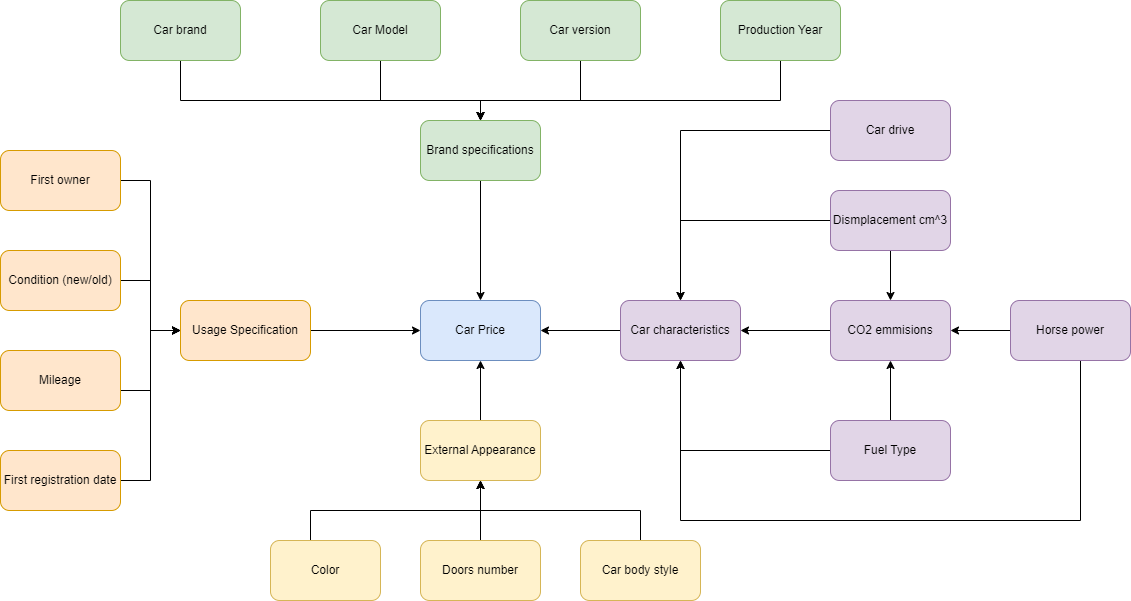 Car brand
Car Model
Car version
Production Year
Car drive
Brand specifications
First owner
Dismplacement cm^3
Condition (new/old)
Usage Specification
Car Price
Car characteristics
CO2 emmisions
Horse power
Mileage
External Appearance
Fuel Type
First registration date
Color
Doors number
Car body style